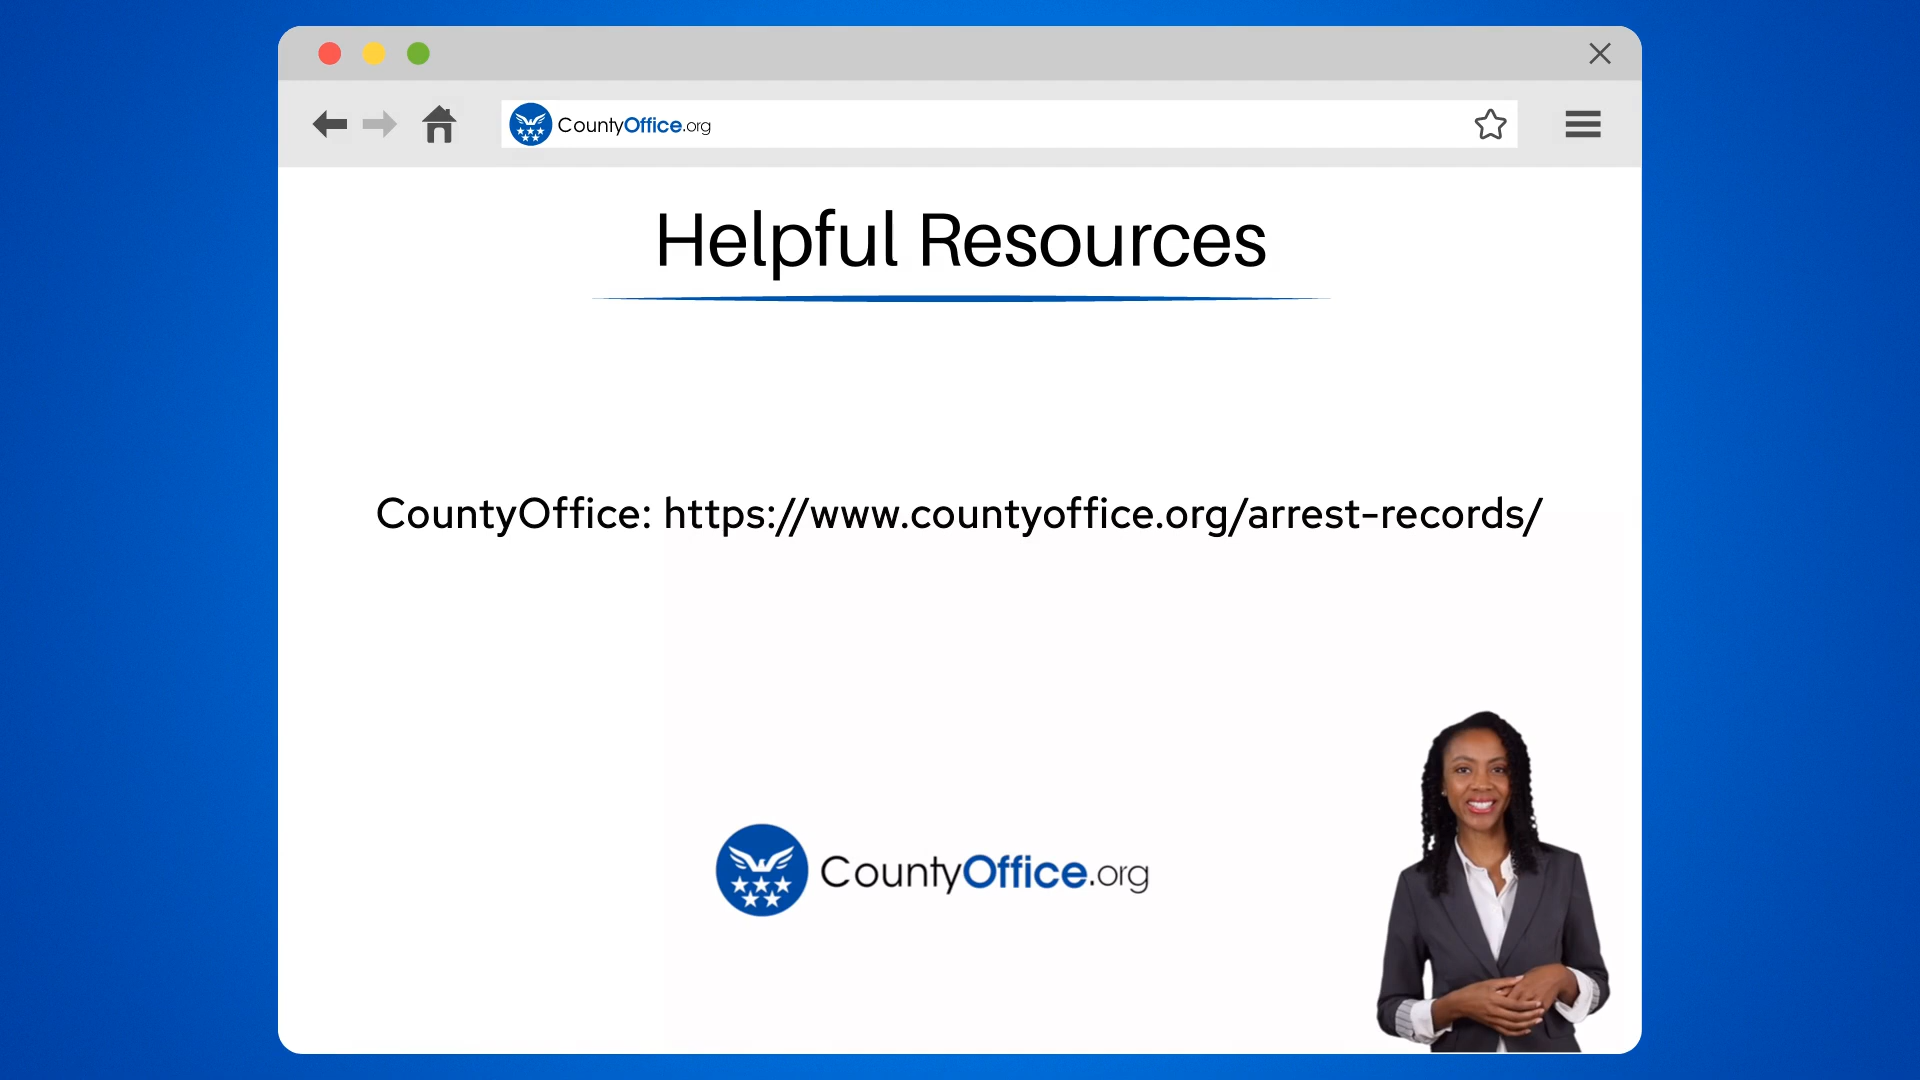 CountyOffice.org
Helpful Resources
CountyOffice: https://www.countyoffice.org/arrest-records/
CountyOffice.org